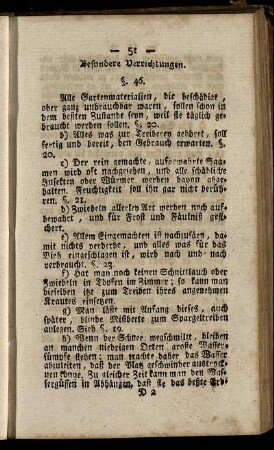 — 51 —
Besondere Verrichtungen.
§. 46.
Alle Gartenmaterialien, die beschädigt,
oder ganz unbrauchbar waren, sollen schon
in dem besten Zustande seyn, weil sie täglich ge-
braucht werden sollen. §. 20.
b) Alles was zur Treiberey gehört, soll
fertig und bereit, den Gebrauch erwarten. §.
20.
c) Der rein gemachte, aufbewahrte Saa-
men wird oft nachgesehen, und alle schädliche
Insekten oder Würmer werden davon abge-
halten. Feuchtigkeit soll ihn gar nicht berüh-
ren. §. 21.
d) Zwiebeln allerley Art werden noch auf-
bewahrt, und für Frost und Fäulniß gesi-
chert.
e) Allem Eingemachten ist nachzusehen, da-
mit nichts verderbe, und alles was für das
Vieh eingeschlagen ist, wird nach und nach-
verbraucht. §. 23
f) Hat man noch keinen Schnittlauch oder
Zwiebeln in Töpfen im Zimmer; so kann man
dieselben itzt zum Treiben ihres angenehmen
Krautes einsetzen.
g) Man läßt mit Anfang dieses, auch
später, blinde Mistbeete zum Spargeltreiben
anlegen. Sieh §. 19.
h) Wenn der Schnee wegschmilzt, bleiben
an manchen niedrigen Orten große Wasser-
sümpfe stehen; man trachte daher das Wasser
abzuleiten, daß der Platz geschwinder austrock-
nen könne. Zu gleicher Zeit kann man den Was-
sergüssen in Abhängen, daß sie das beste Erd-
D 2